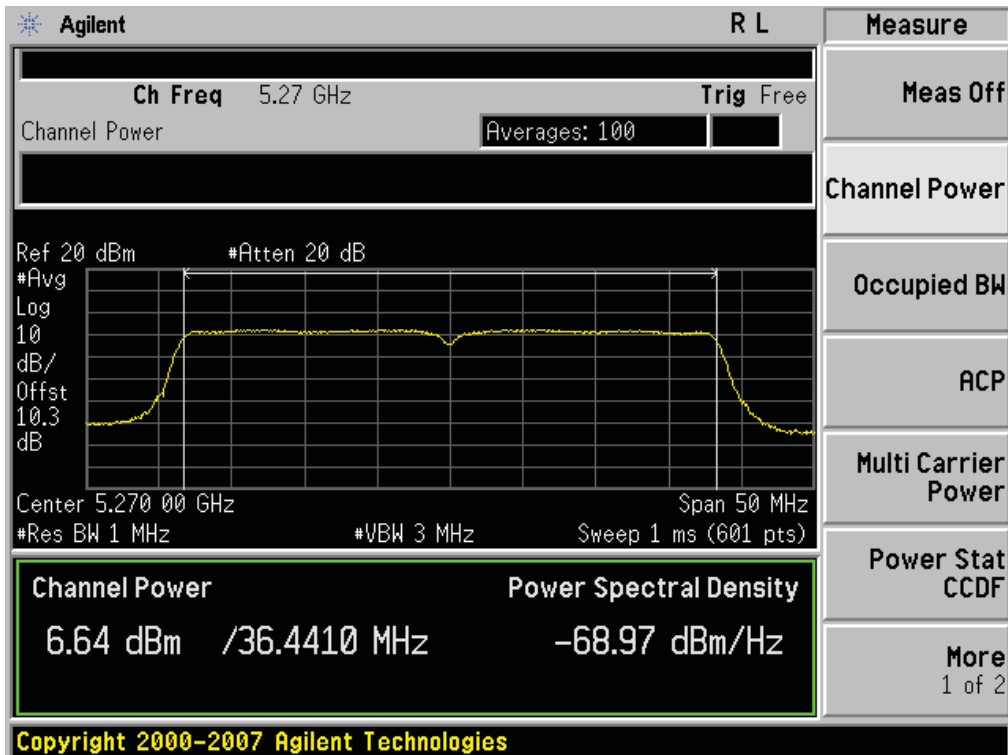 Agilent R L
Ch Freq 5.27 GHz Trig Free
Channel Power Averages: 100
Ref 20 dBm #Atten 20 dB
#Avg
Log
10
dB/
Offst
10.3
dB
Center 5.270 00 GHz Span 50 MHz
#Res BW 1 MHz #VBW 3 MHz Sweep 1 ms (601 pts)
Channel Power Power Spectral Density
6.64 dBm /36.4410 MHz -68.97 dBm/Hz
Copyright 2000-2007 Agilent Technologies
Measure
Meas Off
Channel Power
Occupied BW
ACP
Multi Carrier
Power
Power Stat
CCDF
More
1 of 2